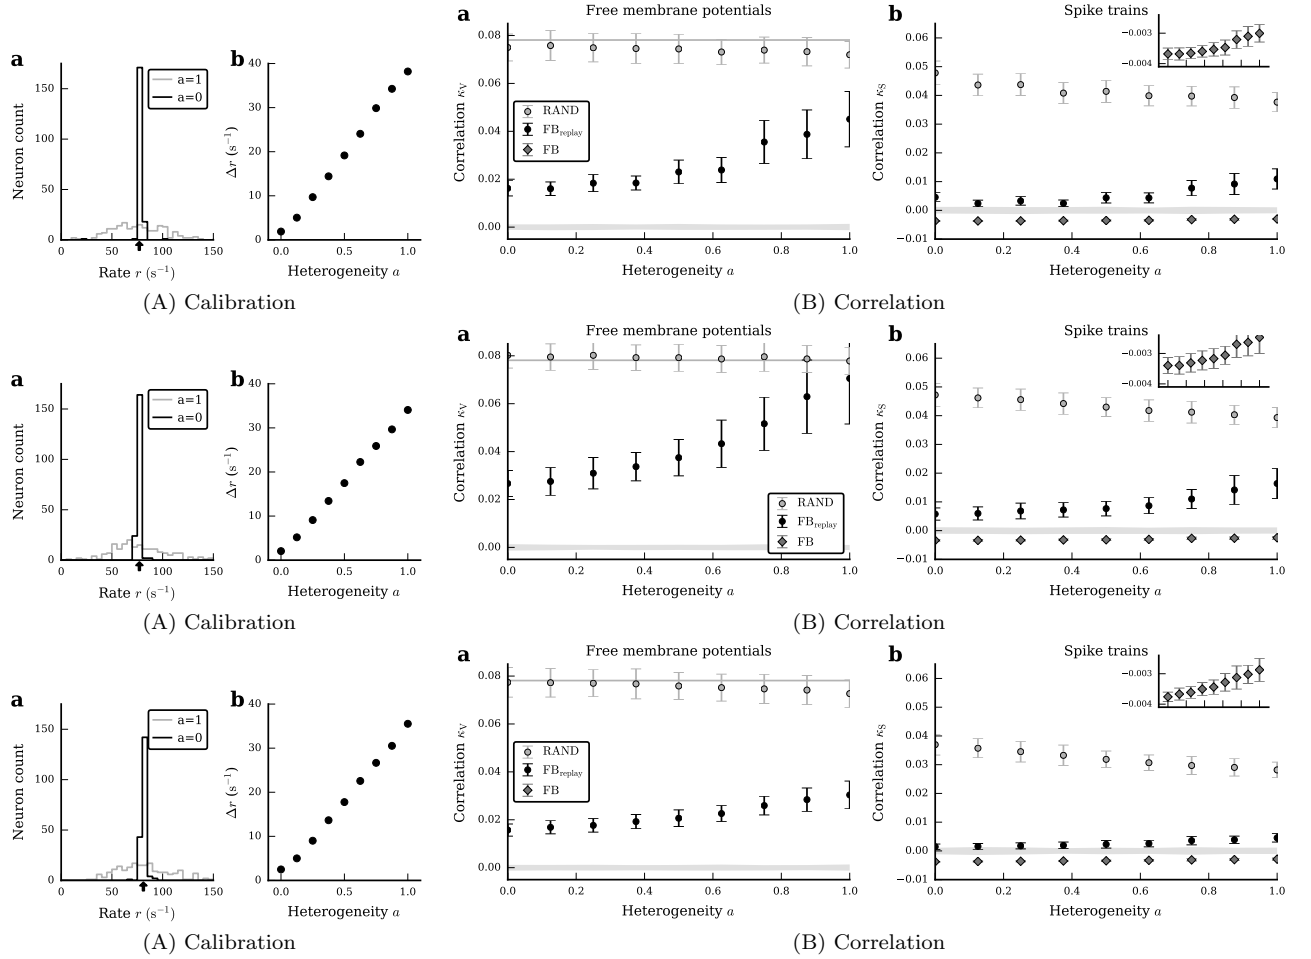 a
Neuron count
150
100
50
0
0
50
100
150
Rate r (s⁻¹)
a=1
a=0
b
Δr (s⁻¹)
40
30
20
10
0
0.0
0.5
1.0
Heterogeneity a
(A) Calibration
a
Free membrane potentials
Correlation κV
0.08
0.06
0.04
0.02
0.00
RAND
FBreplay
FB
0.0
0.2
0.4
0.6
0.8
1.0
Heterogeneity a
b
Spike trains
Correlation κS
0.06
0.05
0.04
0.03
0.02
0.01
0.00
−0.01
−0.003
−0.004
0.0
0.2
0.4
0.6
0.8
1.0
Heterogeneity a
(B) Correlation
a
Neuron count
150
100
50
0
0
50
100
150
Rate r (s⁻¹)
a=1
a=0
b
Δr (s⁻¹)
40
30
20
10
0
0.0
0.5
1.0
Heterogeneity a
(A) Calibration
a
Free membrane potentials
Correlation κV
0.08
0.06
0.04
0.02
0.00
RAND
FBreplay
FB
0.0
0.2
0.4
0.6
0.8
1.0
Heterogeneity a
b
Spike trains
Correlation κS
0.06
0.05
0.04
0.03
0.02
0.01
0.00
−0.01
−0.003
−0.004
0.0
0.2
0.4
0.6
0.8
1.0
Heterogeneity a
(B) Correlation
a
Neuron count
150
100
50
0
0
50
100
150
Rate r (s⁻¹)
a=1
a=0
b
Δr (s⁻¹)
40
30
20
10
0
0.0
0.5
1.0
Heterogeneity a
(A) Calibration
a
Free membrane potentials
Correlation κV
0.08
0.06
0.04
0.02
0.00
RAND
FBreplay
FB
0.0
0.2
0.4
0.6
0.8
1.0
Heterogeneity a
b
Spike trains
Correlation κS
0.06
0.05
0.04
0.03
0.02
0.01
0.00
−0.01
−0.003
−0.004
0.0
0.2
0.4
0.6
0.8
1.0
Heterogeneity a
(B) Correlation